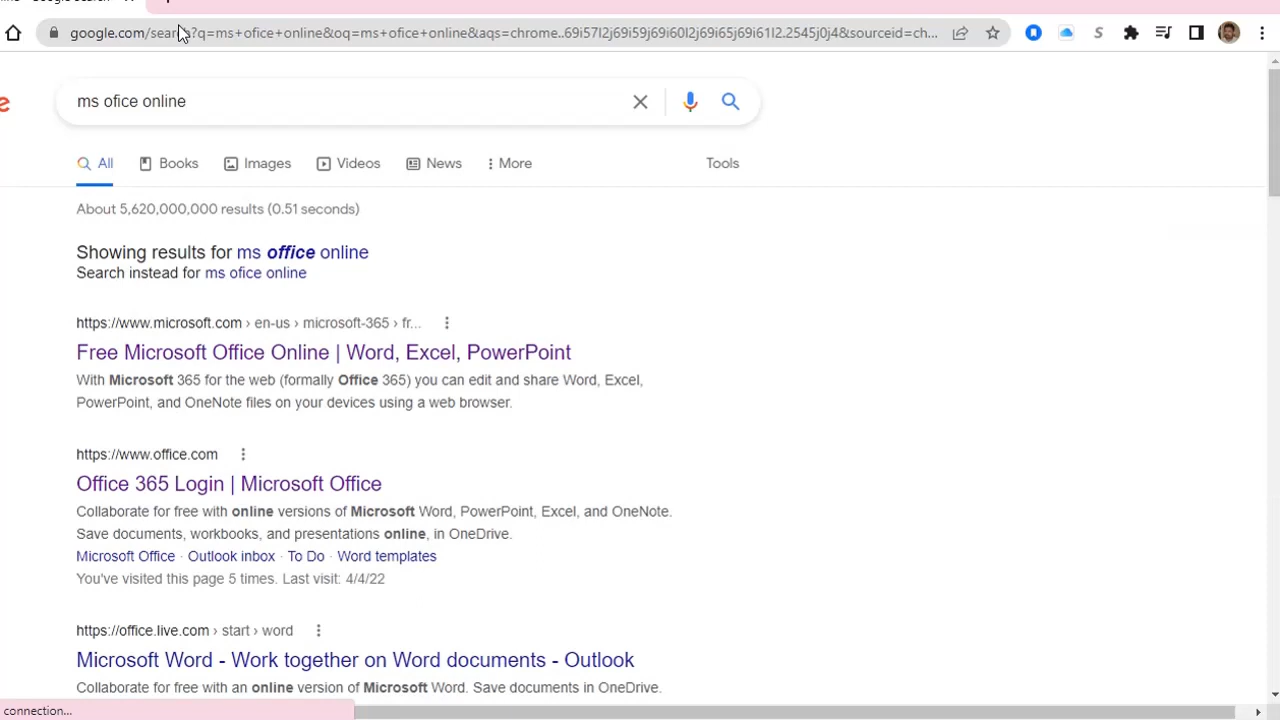 google.com/search?q=ms+ofice+online&oq=ms+ofice+online&aqs=chrome..69i57l2j69i59j69i60l2j69i65j69i61l2.2545j0j4&sourceid=ch...
e
ms ofice online
All Books Images Videos News More Tools
About 5,620,000,000 results (0.51 seconds)
Showing results for ms office online
Search instead for ms ofice online
https://www.microsoft.com › en-us › microsoft-365 › fr...
Free Microsoft Office Online | Word, Excel, PowerPoint
With Microsoft 365 for the web (formally Office 365) you can edit and share Word, Excel,
PowerPoint, and OneNote files on your devices using a web browser.
https://www.office.com
Office 365 Login | Microsoft Office
Collaborate for free with online versions of Microsoft Word, PowerPoint, Excel, and OneNote.
Save documents, workbooks, and presentations online, in OneDrive.
Microsoft Office · Outlook inbox · To Do · Word templates
You've visited this page 5 times. Last visit: 4/4/22
https://office.live.com › start › word
Microsoft Word - Work together on Word documents - Outlook
Collaborate for free with an online version of Microsoft Word. Save documents in OneDrive.
connection...